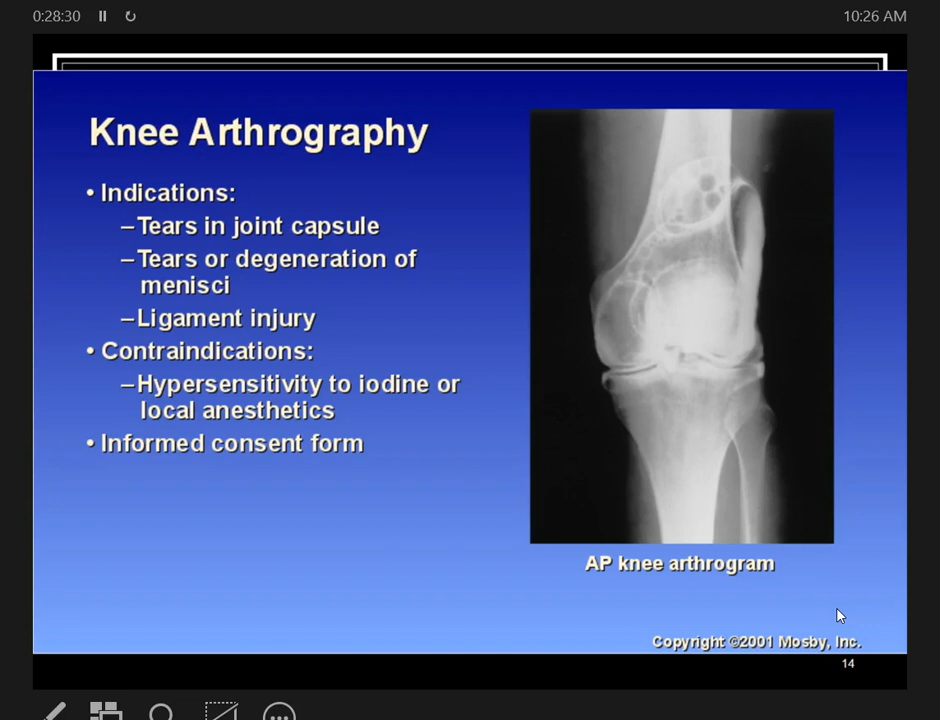 0:28:30
10:26 AM
Knee Arthrography
• Indications:
–Tears in joint capsule
–Tears or degeneration of
menisci
–Ligament injury
• Contraindications:
–Hypersensitivity to iodine or
local anesthetics
• Informed consent form
AP knee arthrogram
Copyright ©2001 Mosby, Inc.
14